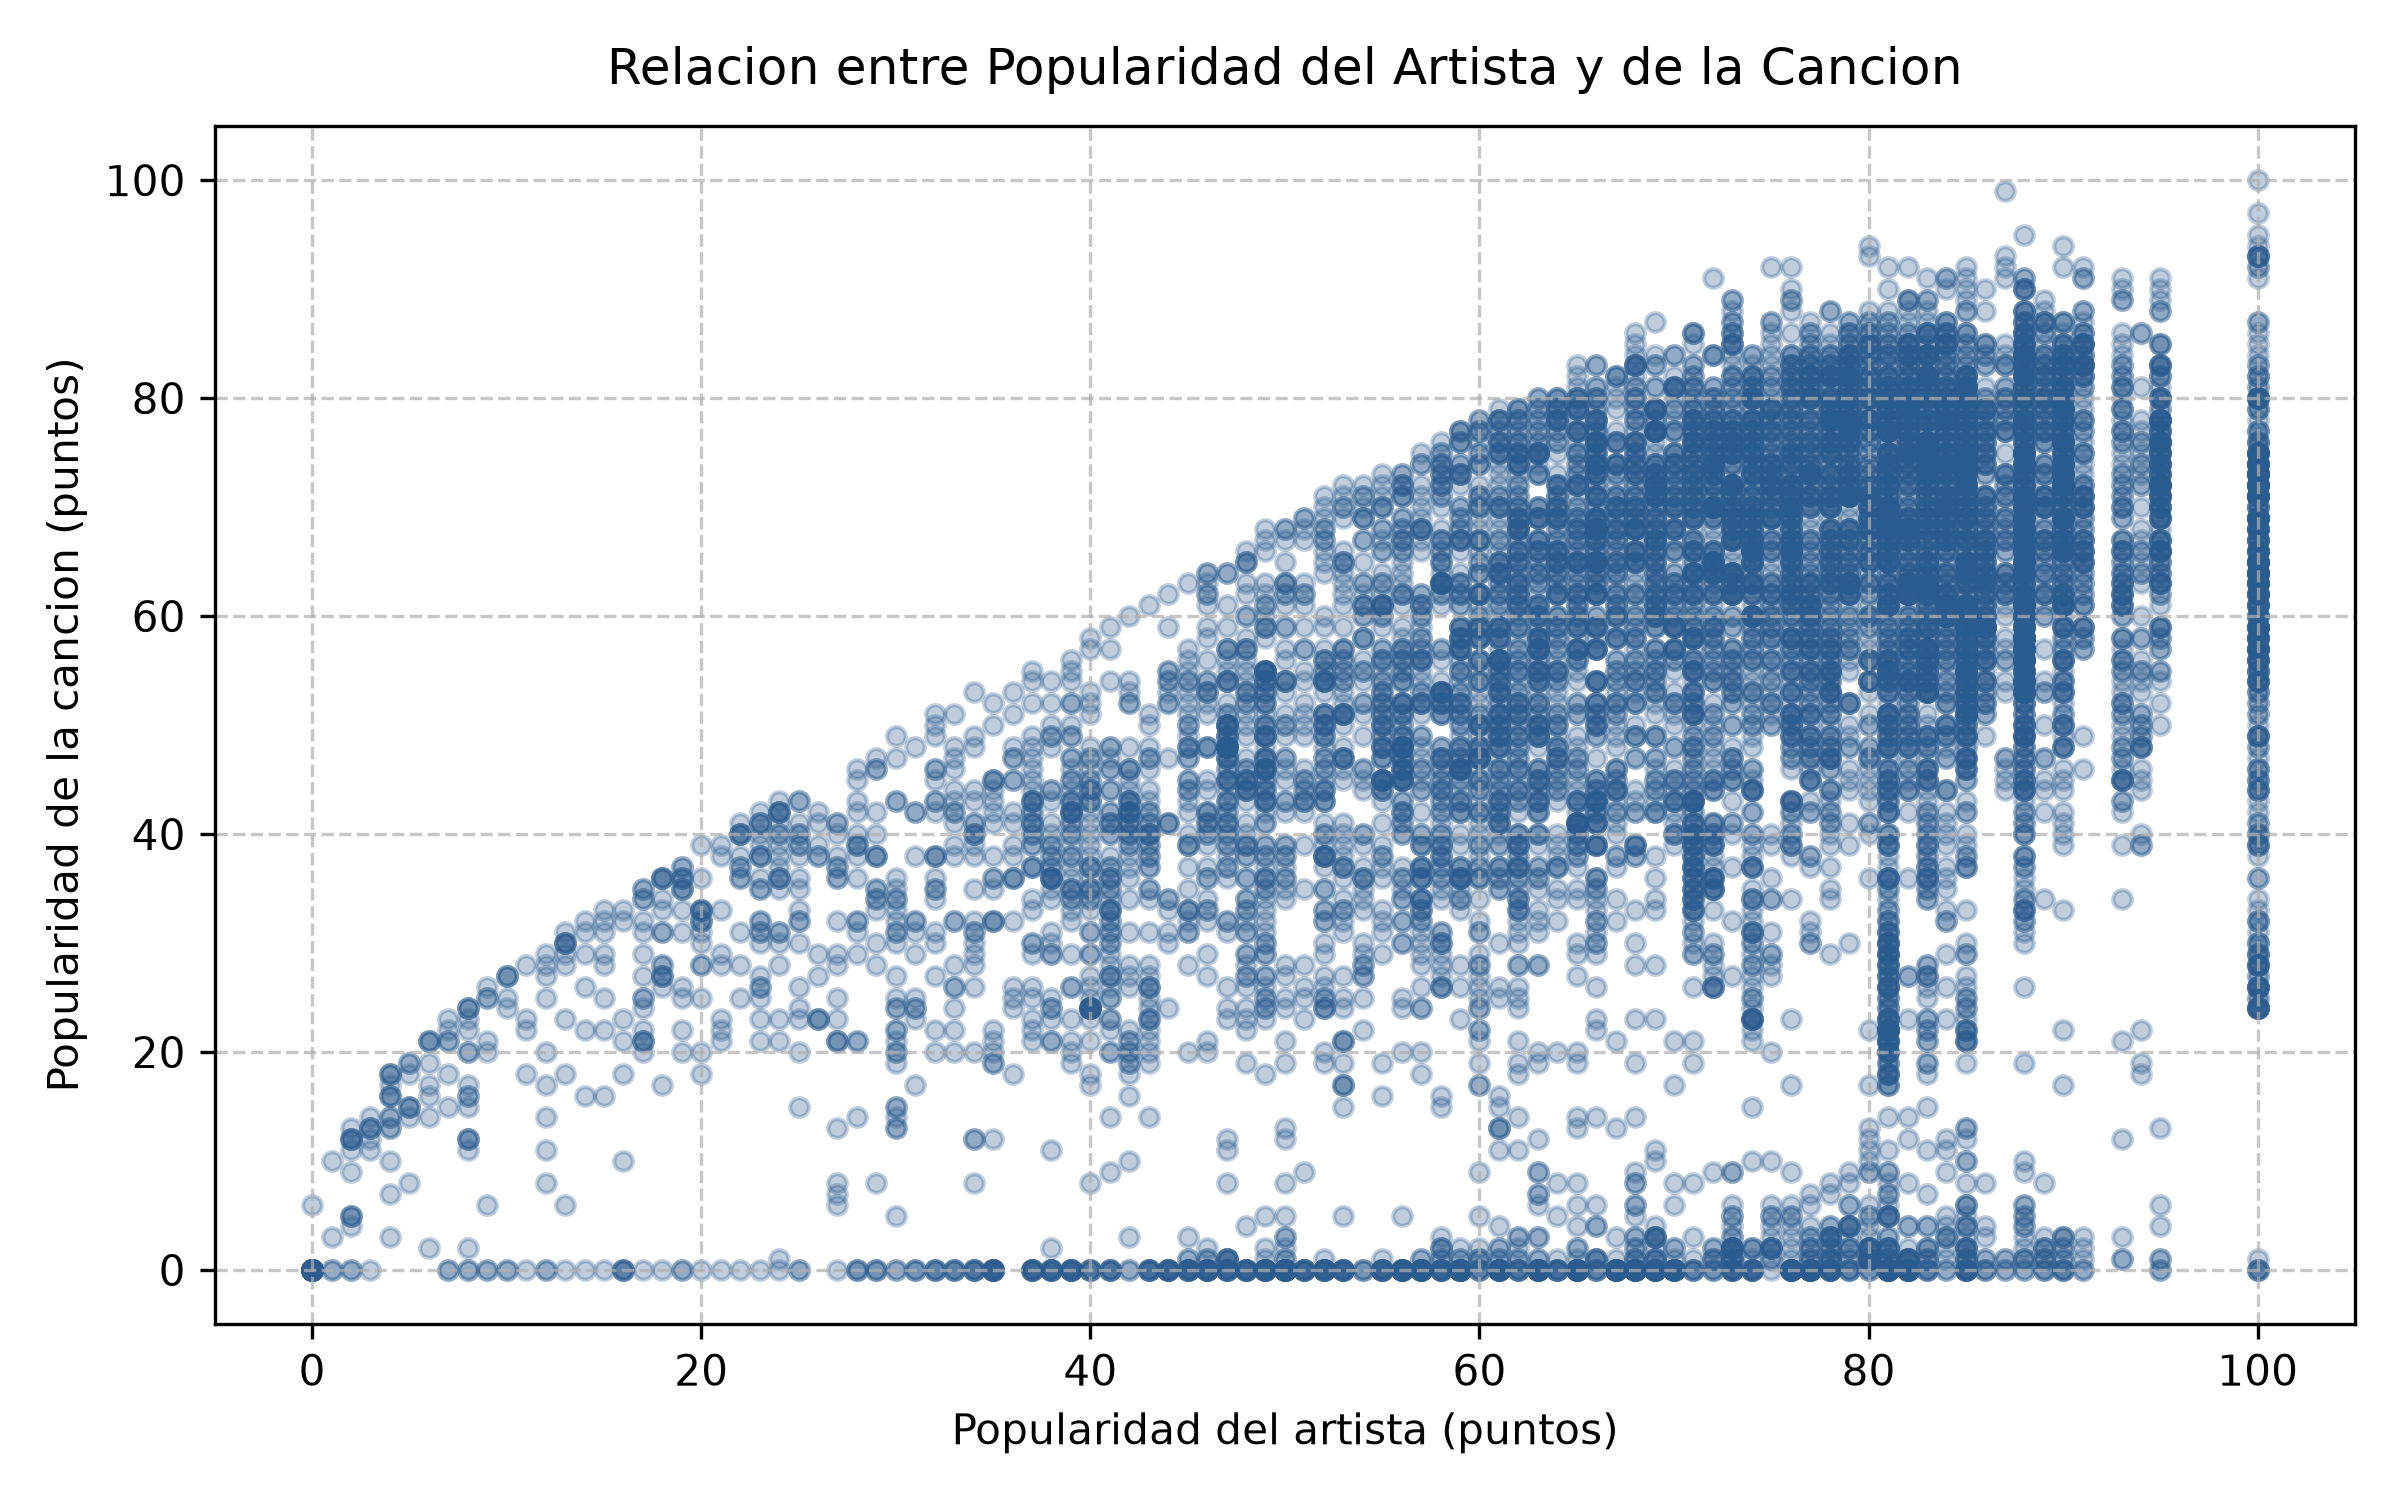 Relacion entre Popularidad del Artista y de la Cancion
Popularidad de la cancion (puntos)
100
80
60
40
20
0
0 20 40 60 80 100
Popularidad del artista (puntos)